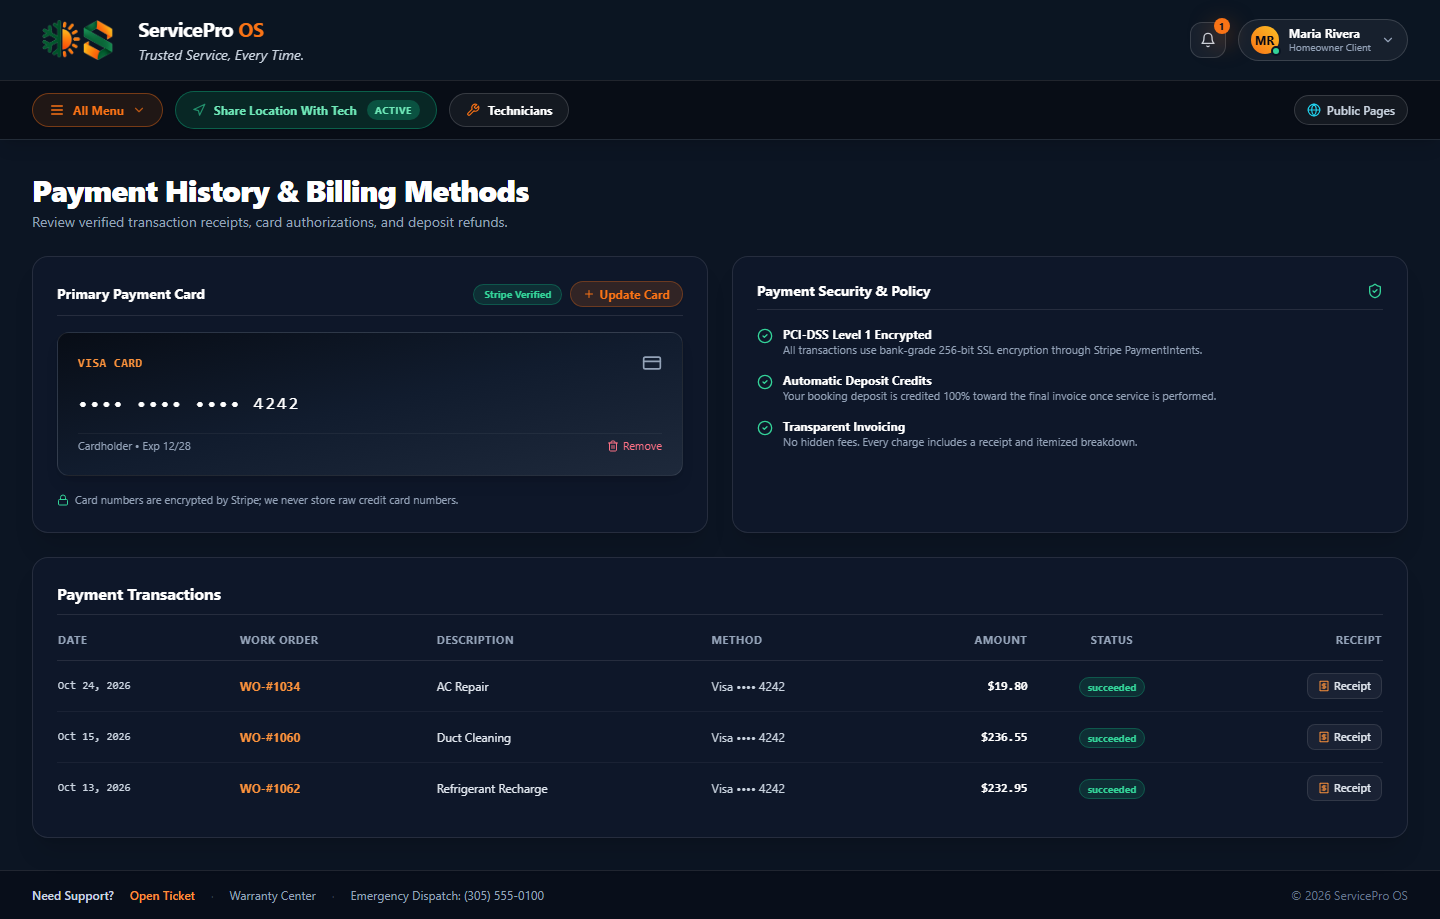 ServicePro OS
Trusted Service, Every Time.
1
MR
Maria Rivera
Homeowner Client
All Menu
Share Location With Tech ACTIVE
Technicians
Public Pages
Payment History & Billing Methods
Review verified transaction receipts, card authorizations, and deposit refunds.
Primary Payment Card
Stripe Verified
+ Update Card
VISA CARD
•••• •••• •••• 4242
Cardholder • Exp 12/28
Remove
Card numbers are encrypted by Stripe; we never store raw credit card numbers.
Payment Security & Policy
PCI-DSS Level 1 Encrypted
All transactions use bank-grade 256-bit SSL encryption through Stripe PaymentIntents.
Automatic Deposit Credits
Your booking deposit is credited 100% toward the final invoice once service is performed.
Transparent Invoicing
No hidden fees. Every charge includes a receipt and itemized breakdown.
Payment Transactions
DATE WORK ORDER DESCRIPTION METHOD AMOUNT STATUS RECEIPT
Oct 24, 2026 WO-#1034 AC Repair Visa •••• 4242 $19.80 succeeded Receipt
Oct 15, 2026 WO-#1060 Duct Cleaning Visa •••• 4242 $236.55 succeeded Receipt
Oct 13, 2026 WO-#1062 Refrigerant Recharge Visa •••• 4242 $232.95 succeeded Receipt
Need Support? Open Ticket · Warranty Center · Emergency Dispatch: (305) 555-0100
© 2026 ServicePro OS